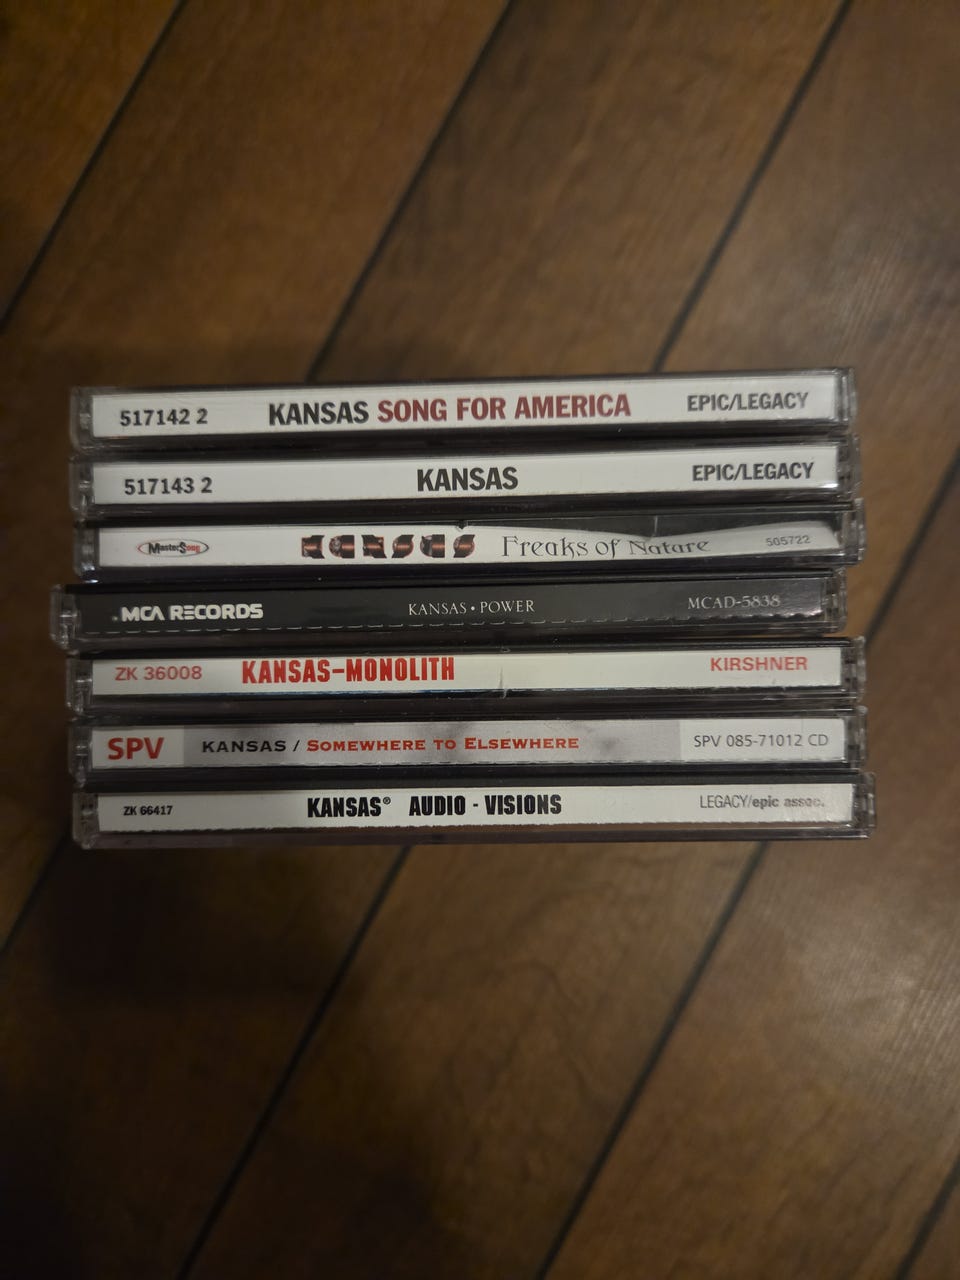 517142 2 KANSAS SONG FOR AMERICA EPIC/LEGACY
517143 2 KANSAS EPIC/LEGACY
MasterSong KANSAS Freaks of Nature 505722
MCA RECORDS KANSAS • POWER MCAD-5838
ZK 36008 KANSAS-MONOLITH KIRSHNER
SPV KANSAS / SOMEWHERE TO ELSEWHERE SPV 085-71012 CD
ZK 66417 KANSAS® AUDIO - VISIONS LEGACY/epic assoc.